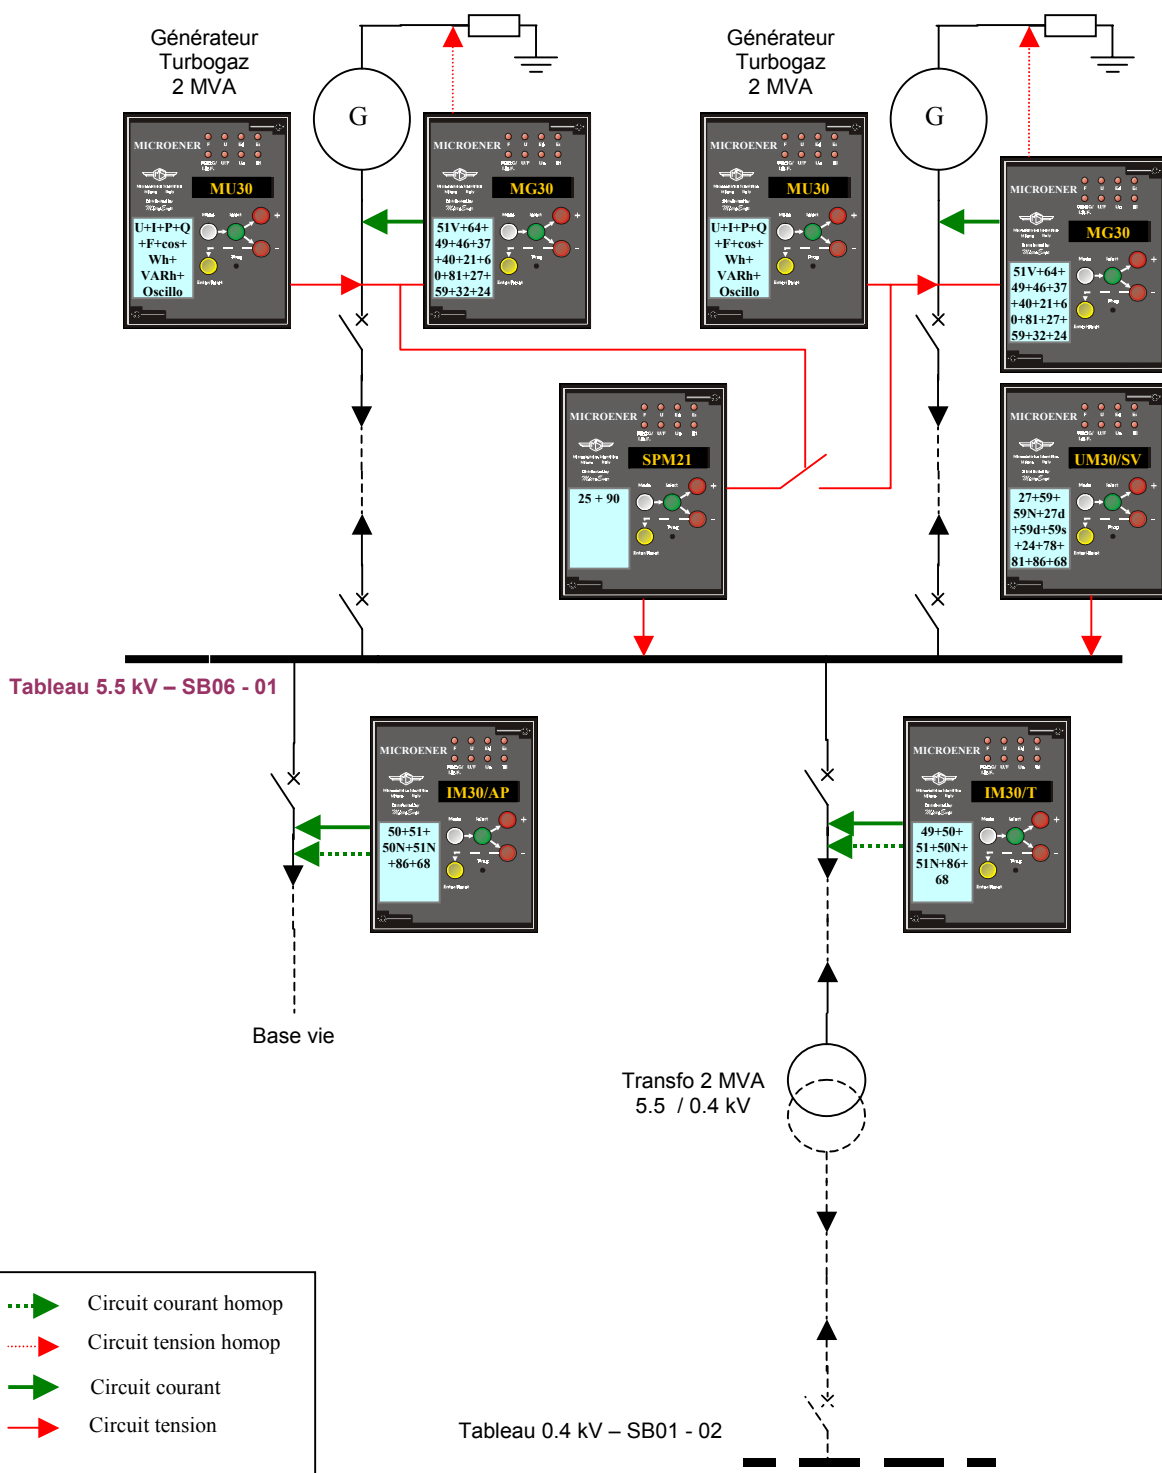 Générateur
Turbogaz
2 MVA
G
MICROENER
MU30
U+I+P+Q
+F+cos+
Wh+
VARh+
Oscillo
MICROENER
MG30
51V+64+
49+46+37
+40+21+6
0+81+27+
59+32+24
Générateur
Turbogaz
2 MVA
G
MICROENER
MU30
U+I+P+Q
+F+cos+
Wh+
VARh+
Oscillo
MICROENER
MG30
51V+64+
49+46+37
+40+21+6
0+81+27+
59+32+24
MICROENER
SPM21
25 + 90
MICROENER
UM30/SV
27+59+
59N+27d
+59d+59s
+24+78+
81+86+68
Tableau 5.5 kV – SB06 - 01
MICROENER
IM30/AP
50+51+
50N+51N
+86+68
MICROENER
IM30/T
49+50+
51+50N+
51N+86+
68
Base vie
Transfo 2 MVA
5.5 / 0.4 kV
Circuit courant homop
Circuit tension homop
Circuit courant
Circuit tension
Tableau 0.4 kV – SB01 - 02